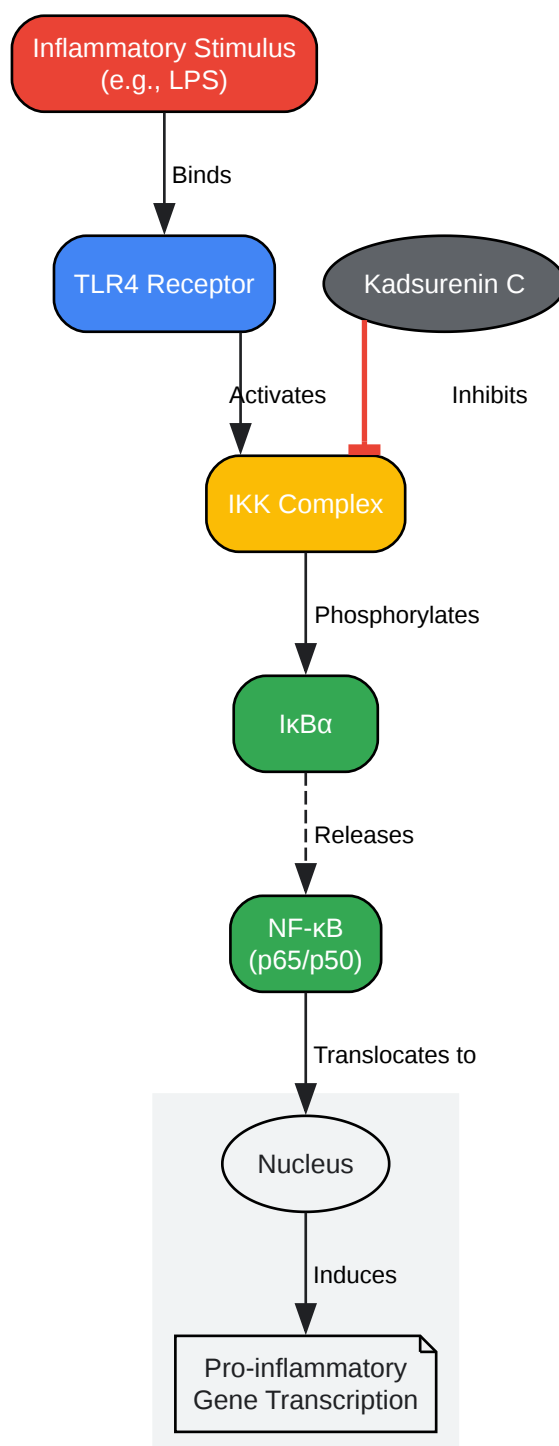 Inflammatory Stimulus
(e.g., LPS)
Binds
TLR4 Receptor
Kadsurenin C
Activates
Inhibits
IKK Complex
Phosphorylates
IκBα
Releases
NF-κB
(p65/p50)
Translocates to
Nucleus
Induces
Pro-inflammatory
Gene Transcription